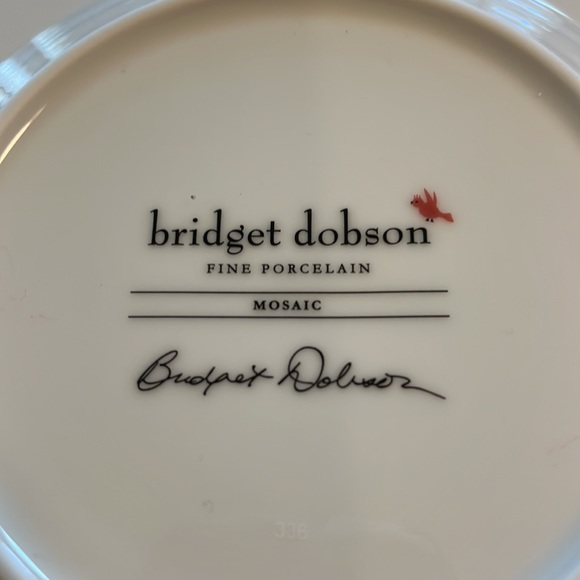 bridget dobson
FINE PORCELAIN
MOSAIC
Bridget Dobson